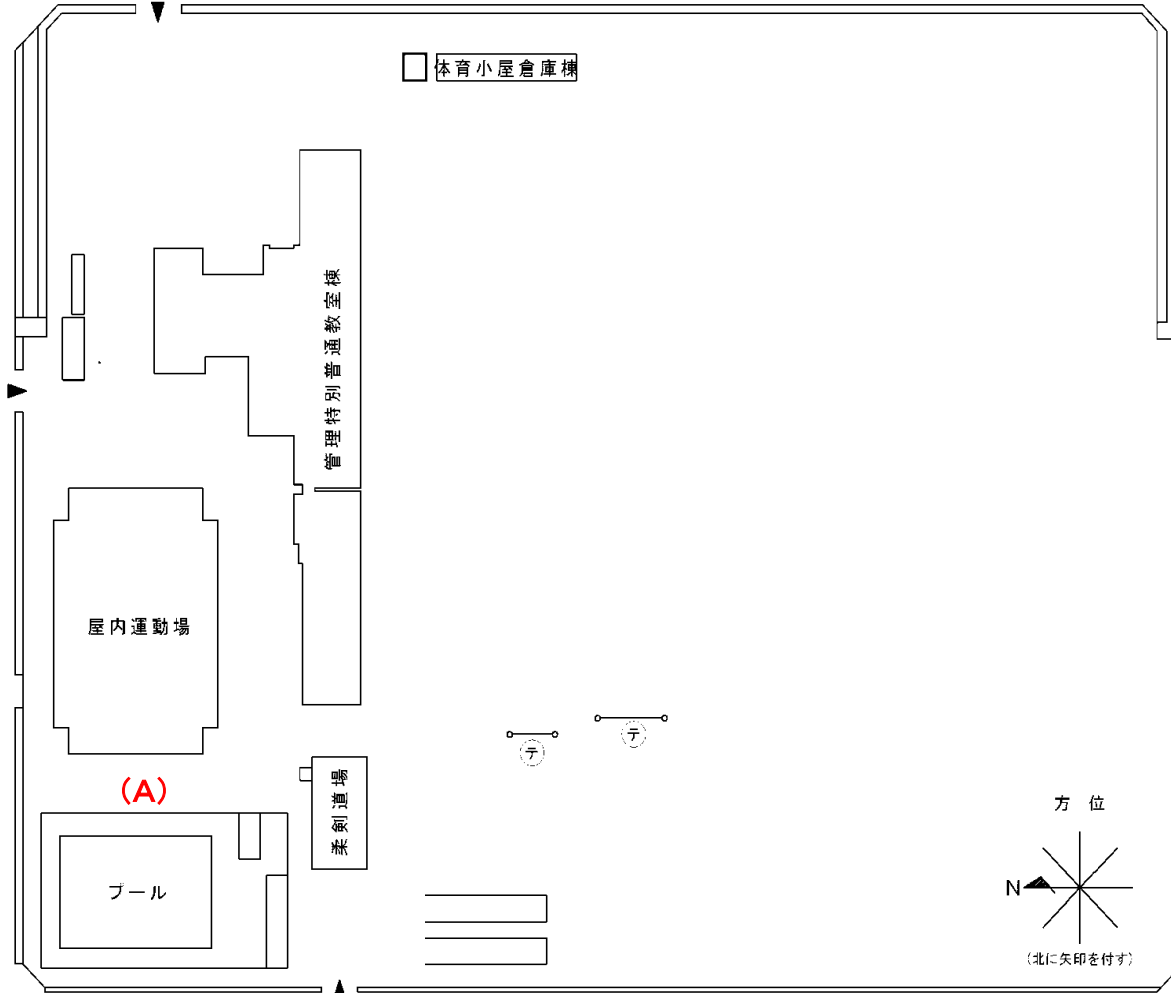 体育小屋倉庫棟
管理特別普通教室棟
屋内運動場
テ
テ
(A)
柔剣道場
プール
方位
N
(北に矢印を付す)